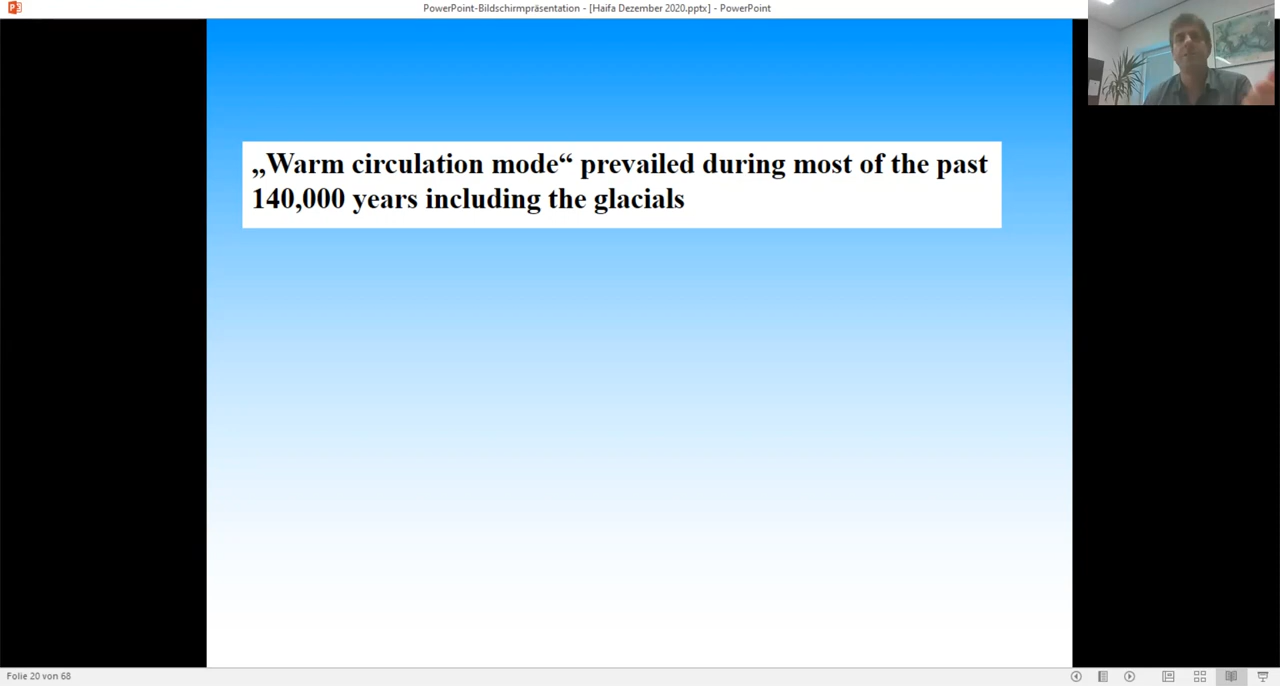 PowerPoint-Bildschirmpräsentation - [Haifa Dezember 2020.pptx] - PowerPoint
„Warm circulation mode“ prevailed during most of the past
140,000 years including the glacials
Folie 20 von 68